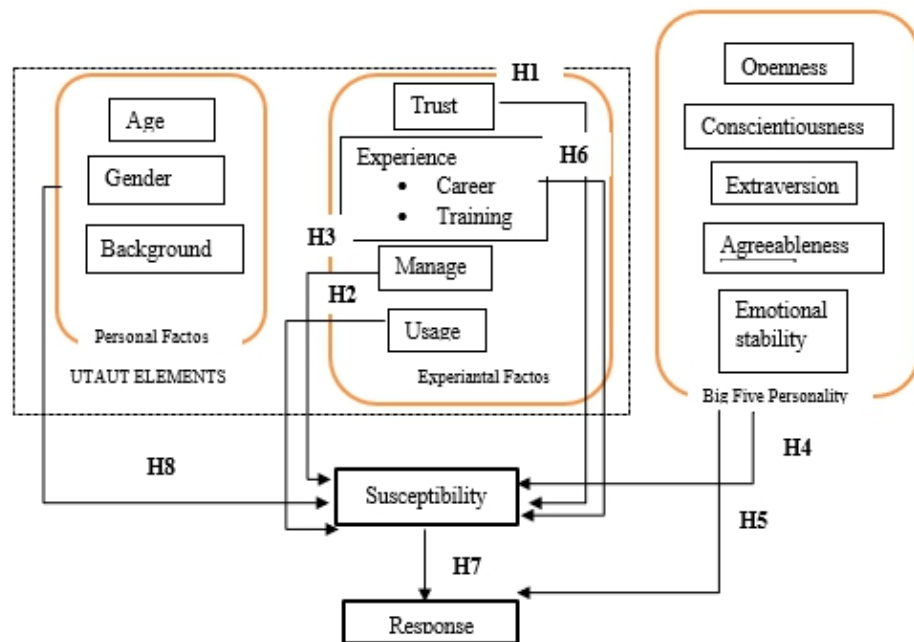 H1
Trust
Experience
• Career
• Training
H6
H3
Manage
H2
Usage
Experiantal Factos
Age
Gender
Background
Personal Factos
UTAUT ELEMENTS
Openness
Conscientiousness
Extraversion
Agreeableness
Emotional
stability
Big Five Personality
H4
H5
H8
Susceptibility
H7
Response